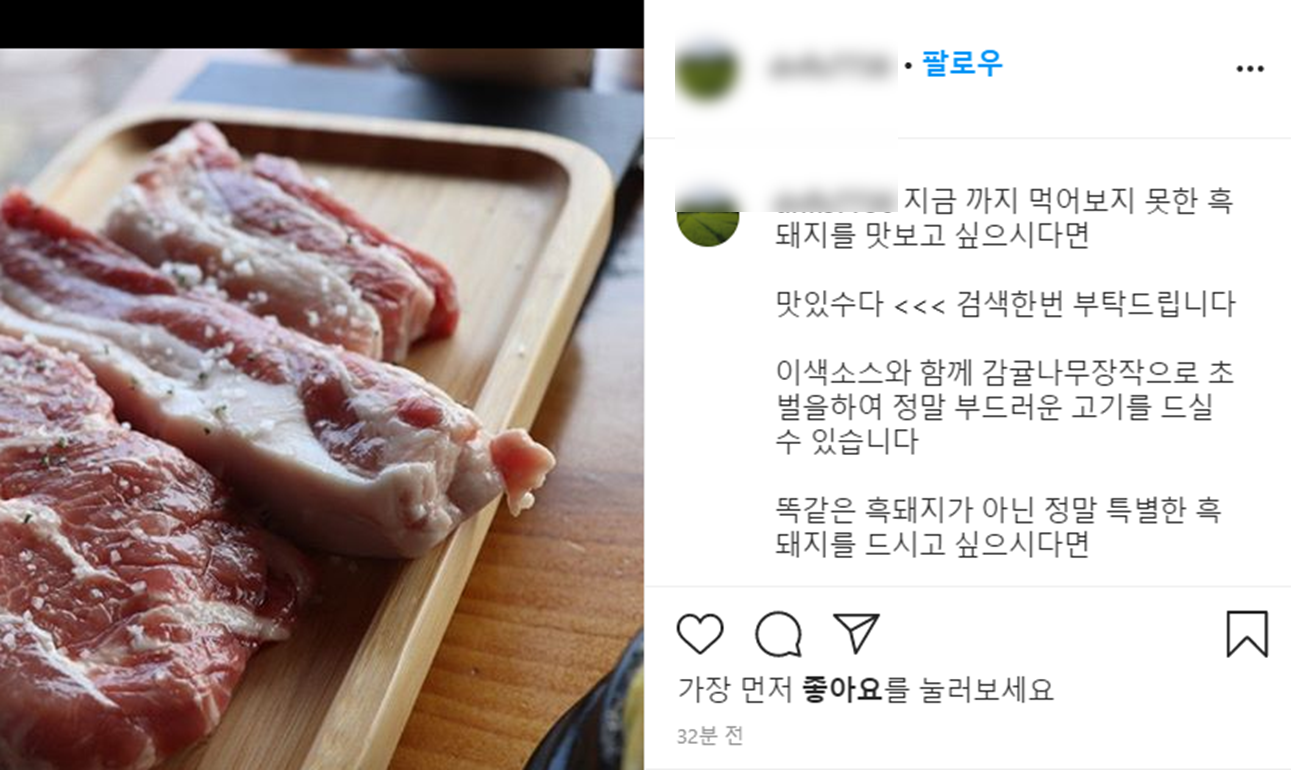 • 팔로우
지금 까지 먹어보지 못한 흑
돼지를 맛보고 싶으시다면
맛있수다 <<< 검색한번 부탁드립니다
이색소스와 함께 감귤나무장작으로 초
벌을하여 정말 부드러운 고기를 드실
수 있습니다
똑같은 흑돼지가 아닌 정말 특별한 흑
돼지를 드시고 싶으시다면
가장 먼저 좋아요를 눌러보세요
32분 전